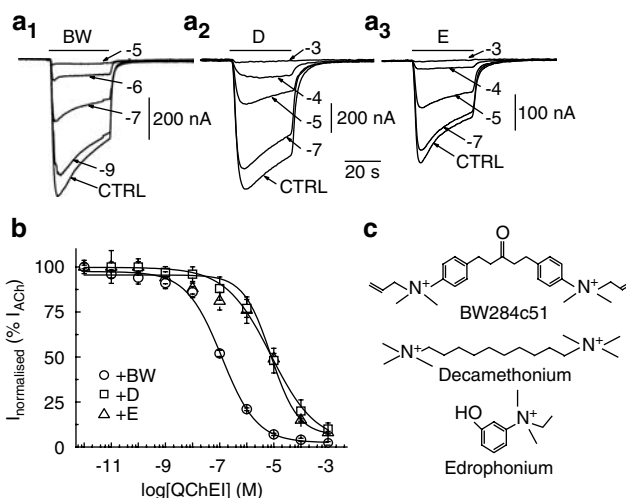 a1 BW
-5
-6
-7
-9
CTRL
200 nA
a2 D
-3
-4
-5
-7
CTRL
200 nA
20 s
a3 E
-3
-4
-5
-7
CTRL
100 nA
b
Inormalised (% IACh)
100
75
50
25
0
+BW
+D
+E
-11 -9 -7 -5 -3
log[QChEI] (M)
c
O
N+ N+
BW284c51
N+ N+
Decamethonium
HO N+
Edrophonium